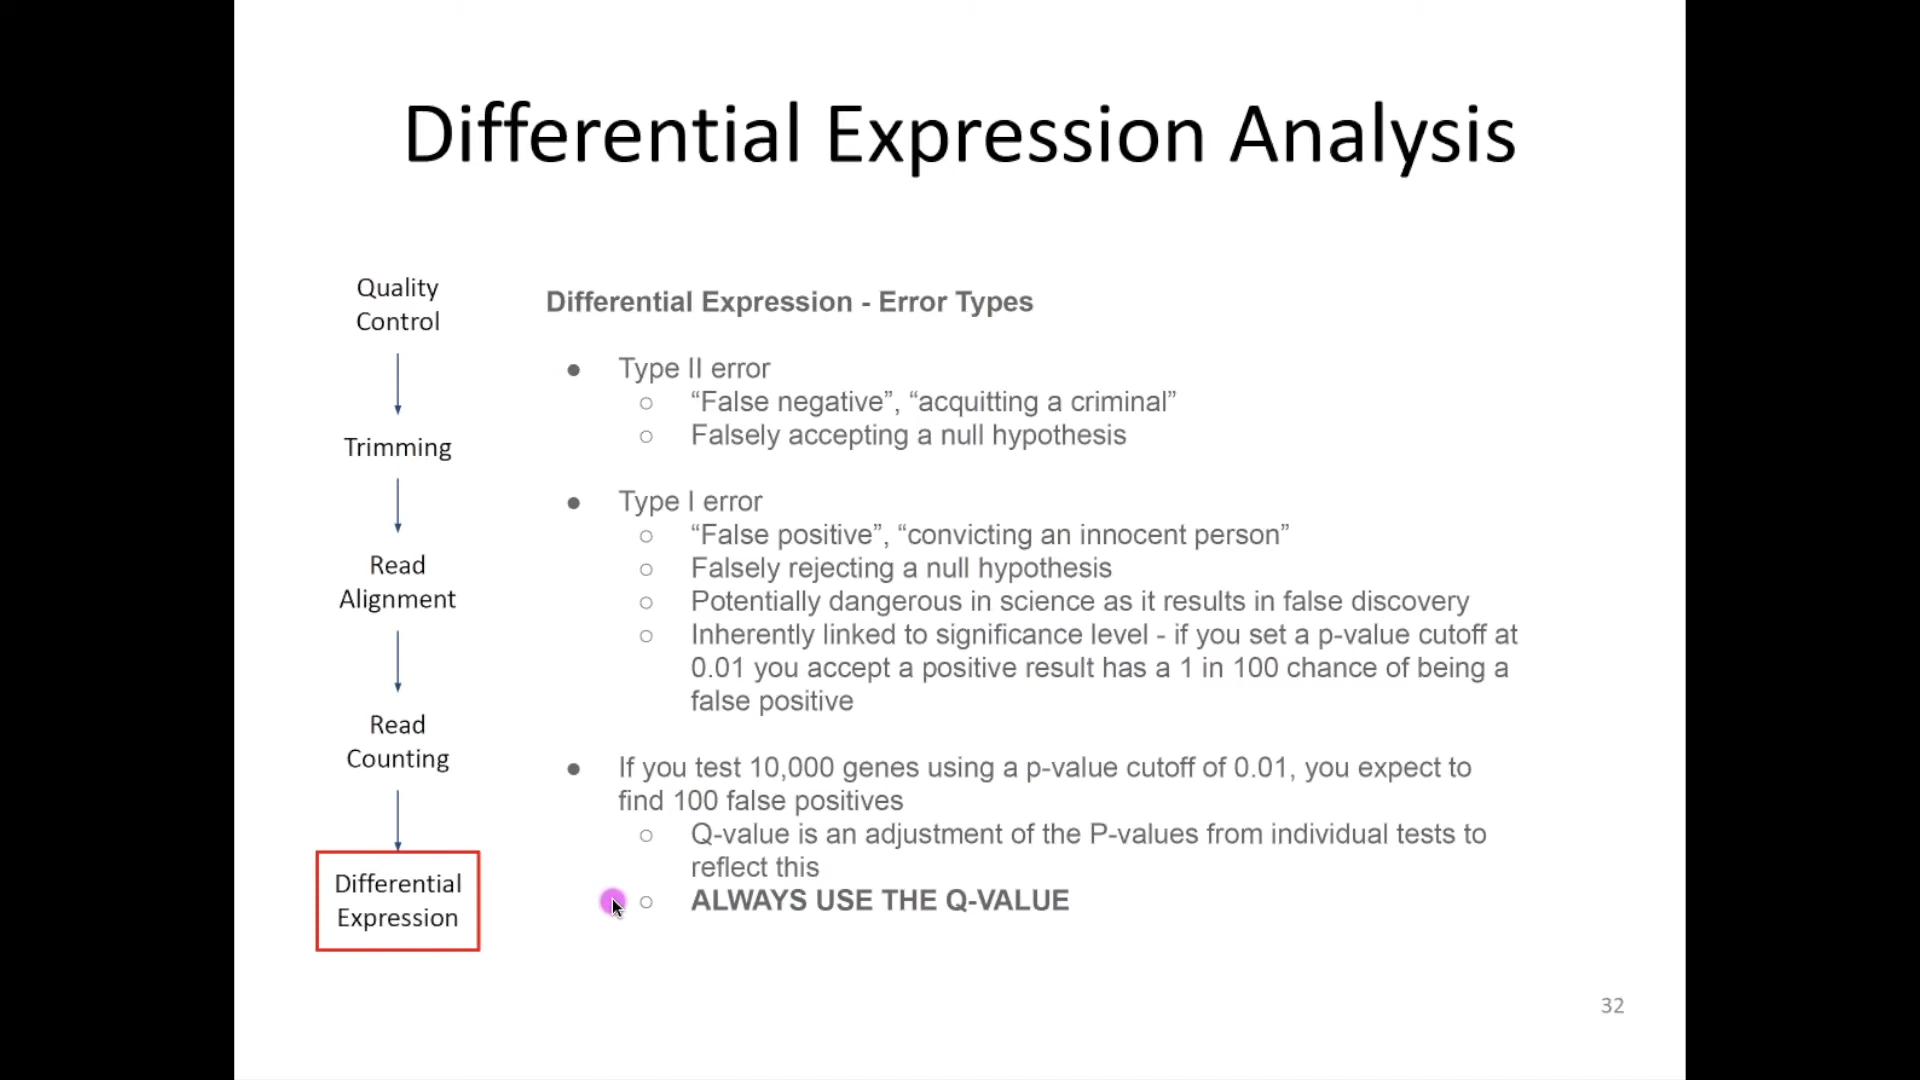 Differential Expression Analysis
Quality
Control
Trimming
Read
Alignment
Read
Counting
Differential
Expression
Differential Expression - Error Types
● Type II error
○ “False negative”, “acquitting a criminal”
○ Falsely accepting a null hypothesis
● Type I error
○ “False positive”, “convicting an innocent person”
○ Falsely rejecting a null hypothesis
○ Potentially dangerous in science as it results in false discovery
○ Inherently linked to significance level - if you set a p-value cutoff at
0.01 you accept a positive result has a 1 in 100 chance of being a
false positive
● If you test 10,000 genes using a p-value cutoff of 0.01, you expect to
find 100 false positives
○ Q-value is an adjustment of the P-values from individual tests to
reflect this
○ ALWAYS USE THE Q-VALUE
32